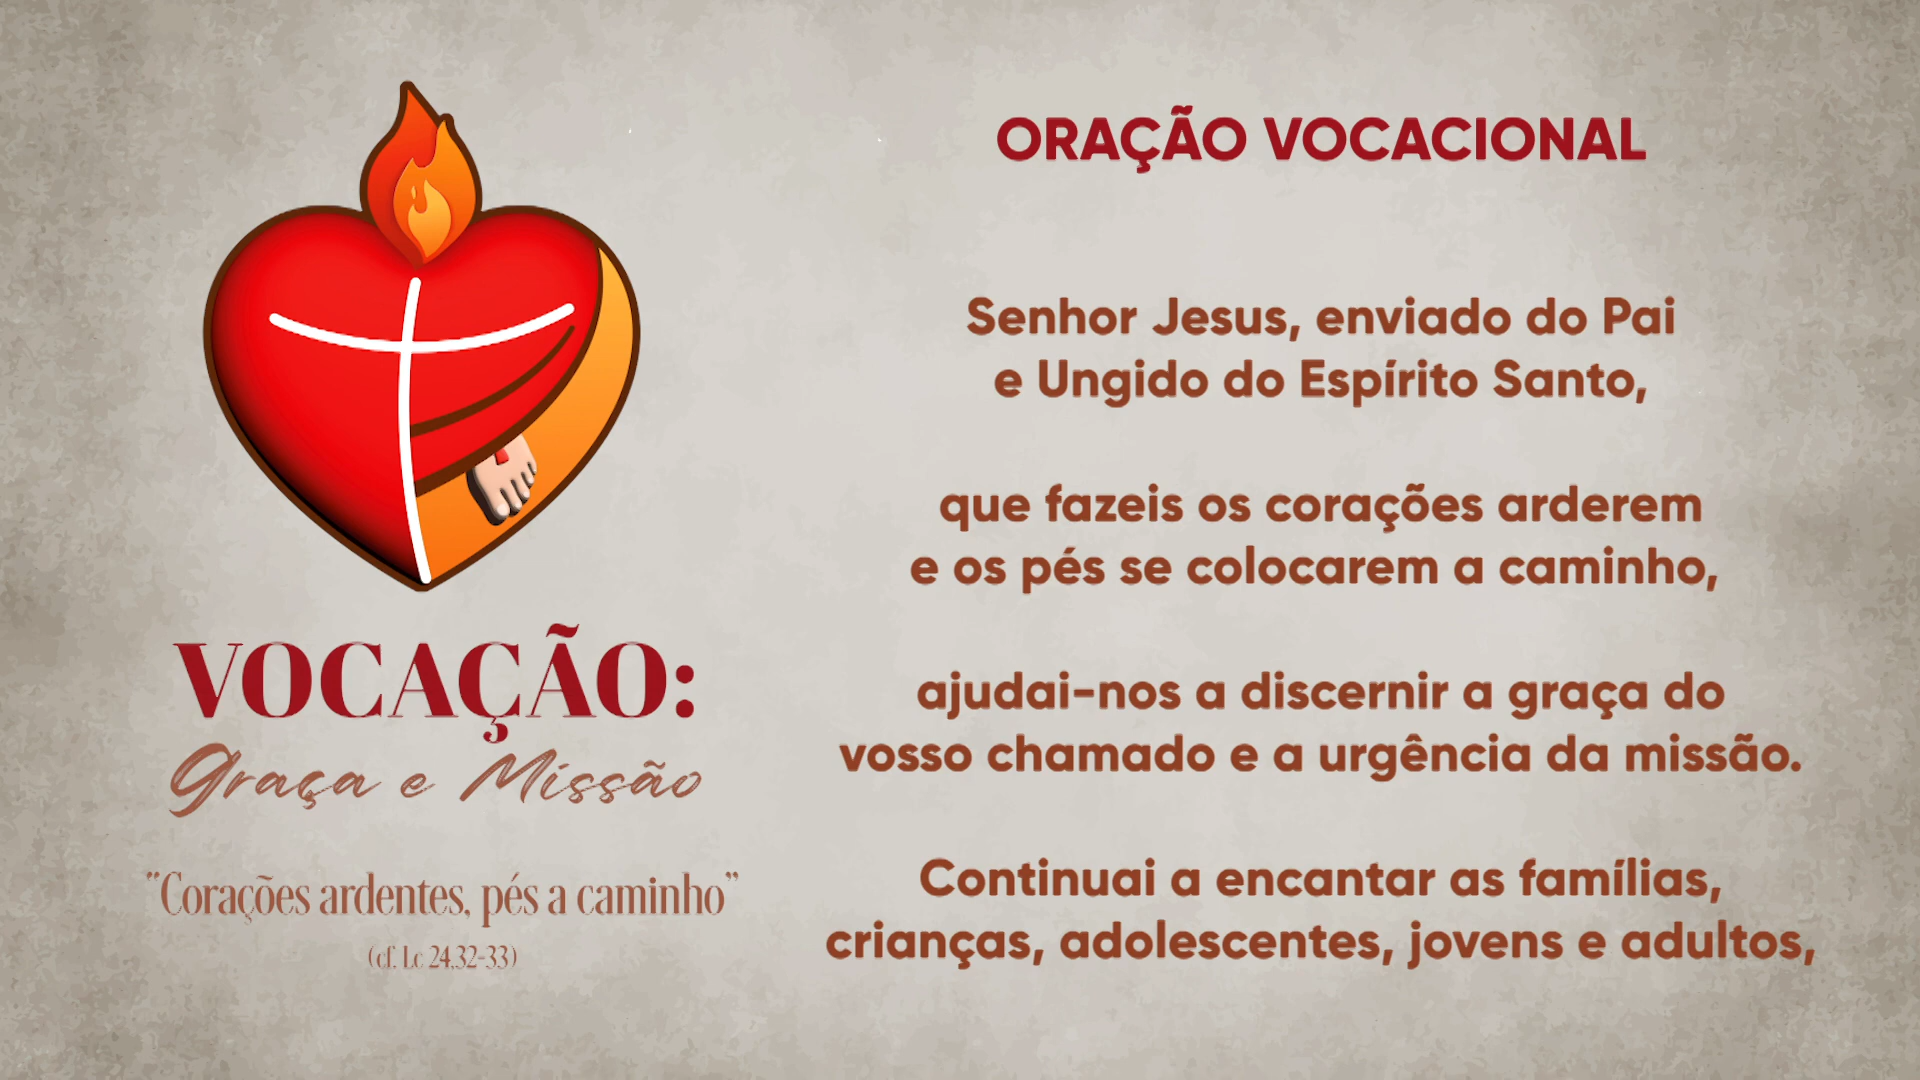 VOCAÇÃO:
Graça e Missão
"Corações ardentes, pés a caminho"
(cf. Lc 24,32-33)
ORAÇÃO VOCACIONAL
Senhor Jesus, enviado do Pai
e Ungido do Espírito Santo,
que fazeis os corações arderem
e os pés se colocarem a caminho,
ajudai-nos a discernir a graça do
vosso chamado e a urgência da missão.
Continuai a encantar as famílias,
crianças, adolescentes, jovens e adultos,